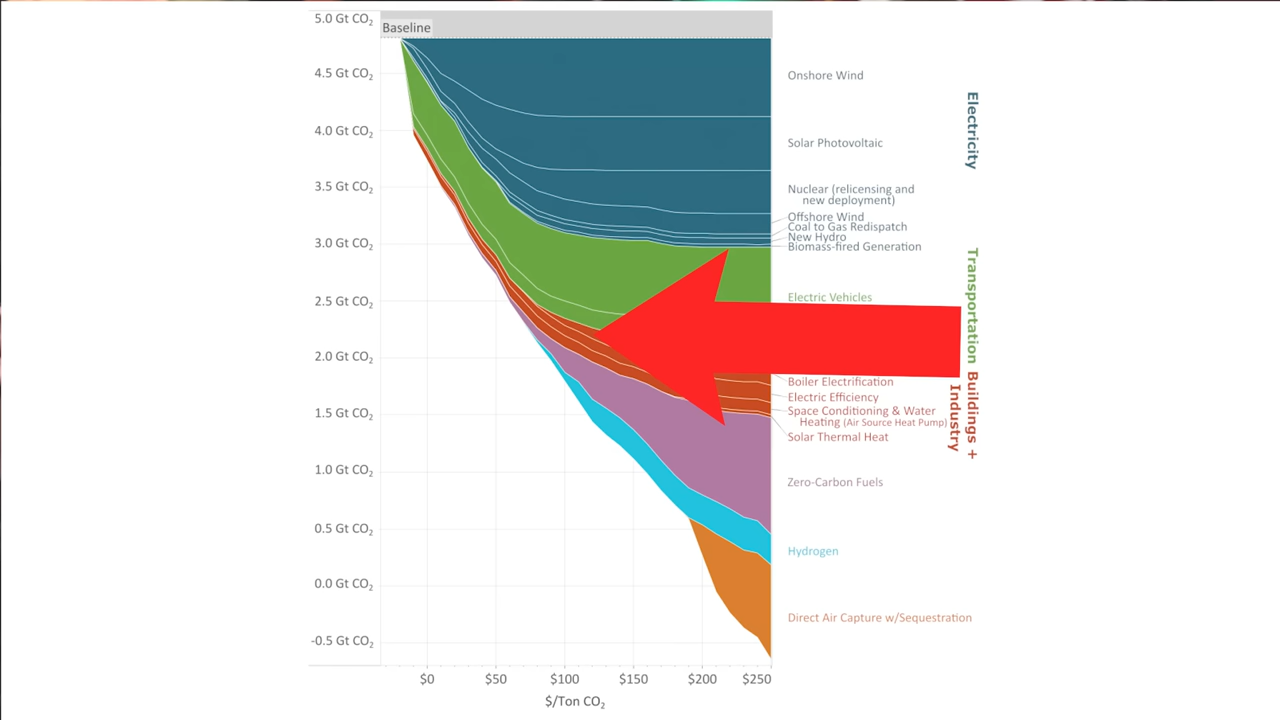 5.0 Gt CO₂
Baseline
4.5 Gt CO₂
4.0 Gt CO₂
3.5 Gt CO₂
3.0 Gt CO₂
2.5 Gt CO₂
2.0 Gt CO₂
1.5 Gt CO₂
1.0 Gt CO₂
0.5 Gt CO₂
0.0 Gt CO₂
-0.5 Gt CO₂
$0 $50 $100 $150 $200 $250
$/Ton CO₂
Onshore Wind
Solar Photovoltaic
Nuclear (relicensing and
new deployment)
Offshore Wind
Coal to Gas Redispatch
New Hydro
Biomass-fired Generation
Electric Vehicles
Boiler Electrification
Electric Efficiency
Space Conditioning & Water
Heating (Air Source Heat Pump)
Solar Thermal Heat
Zero-Carbon Fuels
Hydrogen
Direct Air Capture w/Sequestration
Electricity
Transportation
Buildings +
Industry